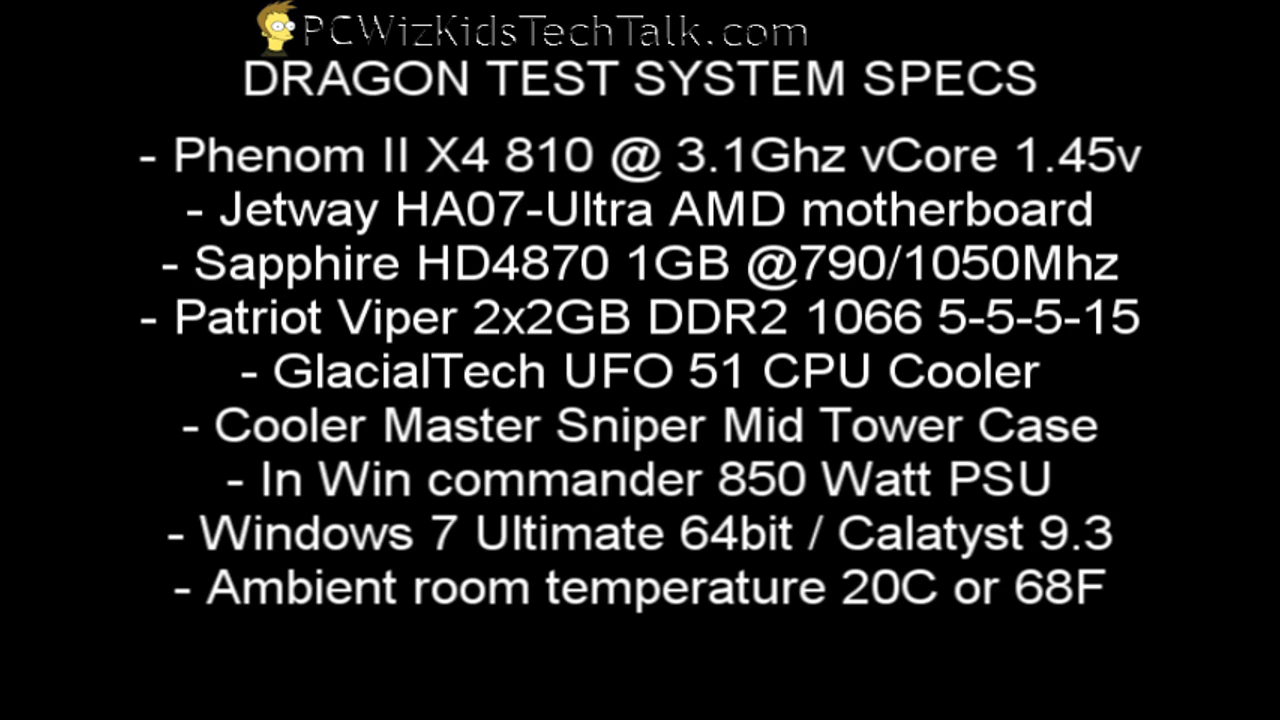 PCWizKidsTechTalk.com
DRAGON TEST SYSTEM SPECS
- Phenom II X4 810 @ 3.1Ghz vCore 1.45v
- Jetway HA07-Ultra AMD motherboard
- Sapphire HD4870 1GB @790/1050Mhz
- Patriot Viper 2x2GB DDR2 1066 5-5-5-15
- GlacialTech UFO 51 CPU Cooler
- Cooler Master Sniper Mid Tower Case
- In Win commander 850 Watt PSU
- Windows 7 Ultimate 64bit / Calatyst 9.3
- Ambient room temperature 20C or 68F